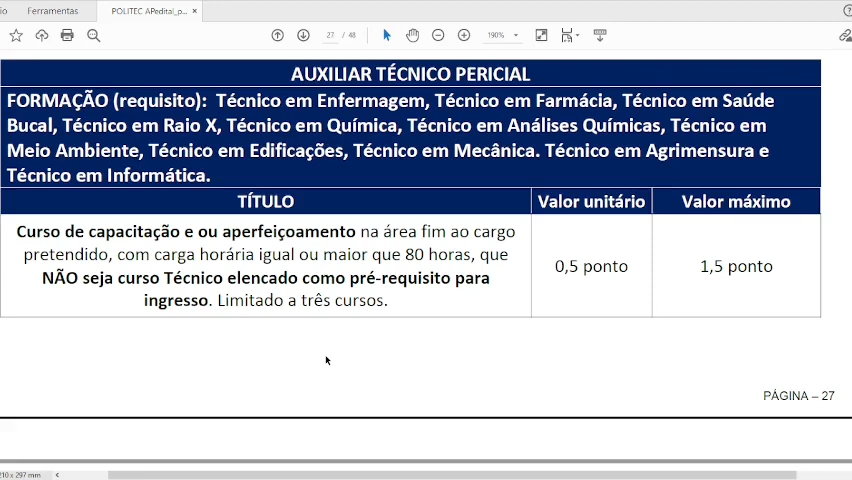 io Ferramentas POLITEC APedital_p... ×
27 / 48 190%
AUXILIAR TÉCNICO PERICIAL
FORMAÇÃO (requisito): Técnico em Enfermagem, Técnico em Farmácia, Técnico em Saúde
Bucal, Técnico em Raio X, Técnico em Química, Técnico em Análises Químicas, Técnico em
Meio Ambiente, Técnico em Edificações, Técnico em Mecânica. Técnico em Agrimensura e
Técnico em Informática.
TÍTULO Valor unitário Valor máximo
Curso de capacitação e ou aperfeiçoamento na área fim ao cargo
pretendido, com carga horária igual ou maior que 80 horas, que
NÃO seja curso Técnico elencado como pré-requisito para
ingresso. Limitado a três cursos.
0,5 ponto 1,5 ponto
PÁGINA – 27
210 x 297 mm